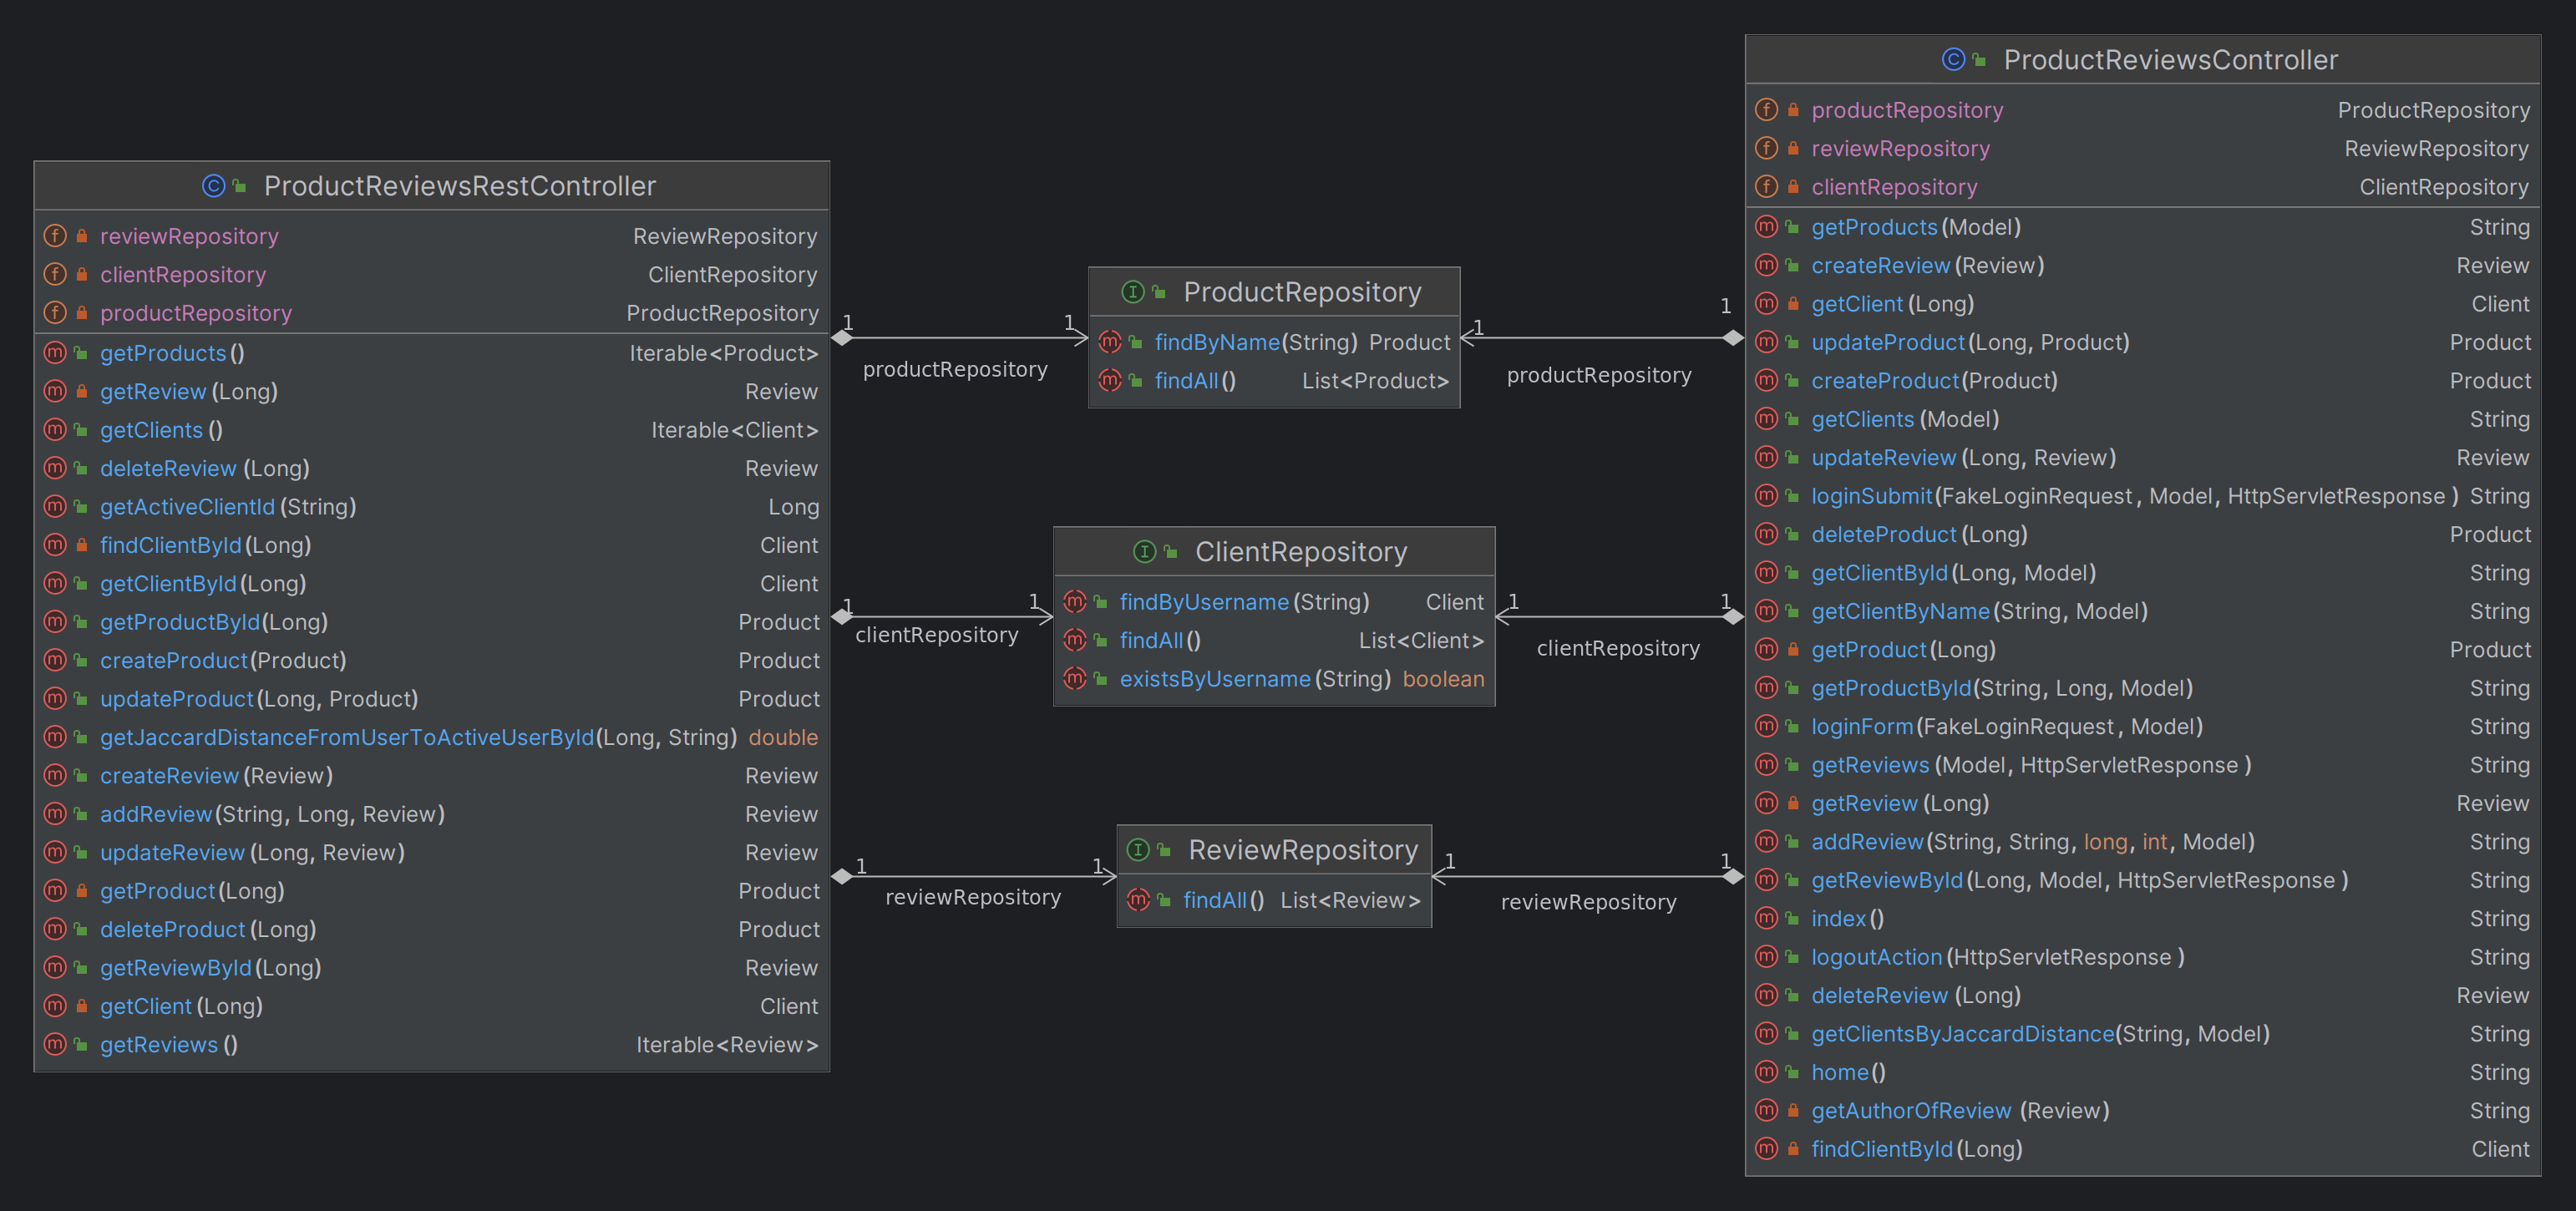 ProductReviewsRestController
reviewRepository ReviewRepository
clientRepository ClientRepository
productRepository ProductRepository
getProducts() Iterable<Product>
getReview(Long) Review
getClients() Iterable<Client>
deleteReview(Long) Review
getActiveClientId(String) Long
findClientById(Long) Client
getClientById(Long) Client
getProductById(Long) Product
createProduct(Product) Product
updateProduct(Long, Product) Product
getJaccardDistanceFromUserToActiveUserById(Long, String) double
createReview(Review) Review
addReview(String, Long, Review) Review
updateReview(Long, Review) Review
getProduct(Long) Product
deleteProduct(Long) Product
getReviewById(Long) Review
getClient(Long) Client
getReviews() Iterable<Review>
1 1
productRepository
1 1
clientRepository
1 1
reviewRepository
ProductRepository
findByName(String) Product
findAll() List<Product>
ClientRepository
findByUsername(String) Client
findAll() List<Client>
existsByUsername(String) boolean
ReviewRepository
findAll() List<Review>
1 1
productRepository
1 1
clientRepository
1 1
reviewRepository
ProductReviewsController
productRepository ProductRepository
reviewRepository ReviewRepository
clientRepository ClientRepository
getProducts(Model) String
createReview(Review) Review
getClient(Long) Client
updateProduct(Long, Product) Product
createProduct(Product) Product
getClients(Model) String
updateReview(Long, Review) Review
loginSubmit(FakeLoginRequest, Model, HttpServletResponse) String
deleteProduct(Long) Product
getClientById(Long, Model) String
getClientByName(String, Model) String
getProduct(Long) Product
getProductById(String, Long, Model) String
loginForm(FakeLoginRequest, Model) String
getReviews(Model, HttpServletResponse) String
getReview(Long) Review
addReview(String, String, long, int, Model) String
getReviewById(Long, Model, HttpServletResponse) String
index() String
logoutAction(HttpServletResponse) String
deleteReview(Long) Review
getClientsByJaccardDistance(String, Model) String
home() String
getAuthorOfReview(Review) String
findClientById(Long) Client